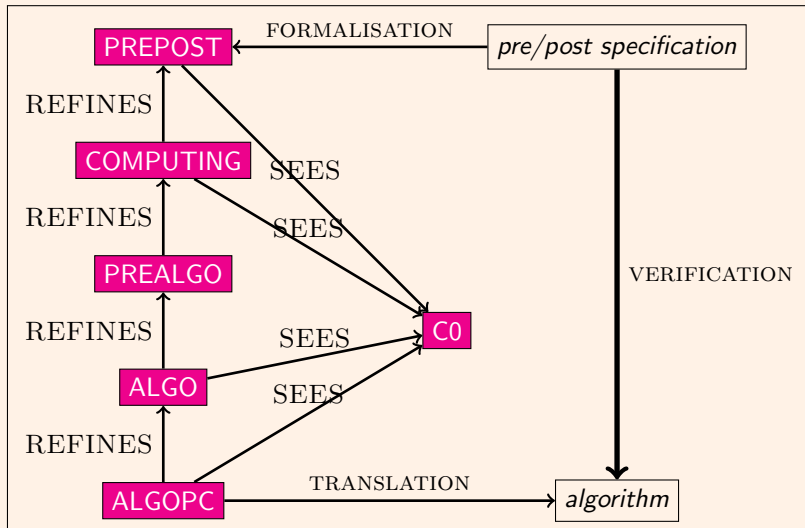 FORMALISATION
PREPOST
pre/post specification
REFINES
COMPUTING
SEES
REFINES
SEES
PREALGO
VERIFICATION
REFINES
SEES
C0
ALGO
SEES
REFINES
TRANSLATION
ALGOPC
algorithm